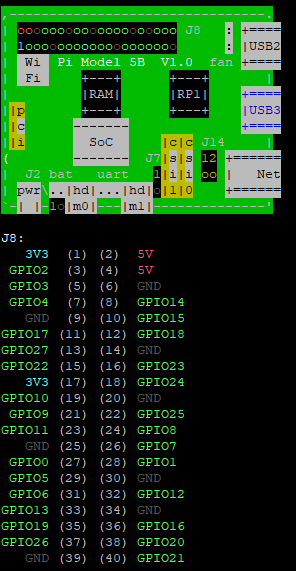 ,--------------------------------.
| oooooooooooooooooooo J8   : +====
| 1ooooooooooooooooooo      : |USB2
| Wi  Pi Model 5B  V1.0 fan   +====
| Fi     +---+      +---+        |
|        |RAM|      |RP1|     +====
||p       +---+      +---+     |USB3
||c      -------              +====
||i        SoC      |c|c J14     |
(        -------  J7|s|s 12 +======
|  J2 bat   uart   1|i|i oo |   Net
| pwr\..|hd|...|hd|o|1|0    +======
`-| |-1o|m0|---|m1|--------------'
J8:
3V3 (1) (2) 5V
GPIO2 (3) (4) 5V
GPIO3 (5) (6) GND
GPIO4 (7) (8) GPIO14
GND (9) (10) GPIO15
GPIO17 (11) (12) GPIO18
GPIO27 (13) (14) GND
GPIO22 (15) (16) GPIO23
3V3 (17) (18) GPIO24
GPIO10 (19) (20) GND
GPIO9 (21) (22) GPIO25
GPIO11 (23) (24) GPIO8
GND (25) (26) GPIO7
GPIO0 (27) (28) GPIO1
GPIO5 (29) (30) GND
GPIO6 (31) (32) GPIO12
GPIO13 (33) (34) GND
GPIO19 (35) (36) GPIO16
GPIO26 (37) (38) GPIO20
GND (39) (40) GPIO21